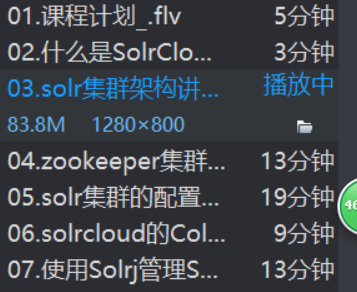 01.课程计划_.flv 5分钟
02.什么是SolrClo... 3分钟
03.solr集群架构讲... 播放中
83.8M 1280×800
04.zookeeper集群... 13分钟
05.solr集群的配置... 19分钟
06.solrcloud的Col... 9分钟
07.使用Solrj管理S... 13分钟